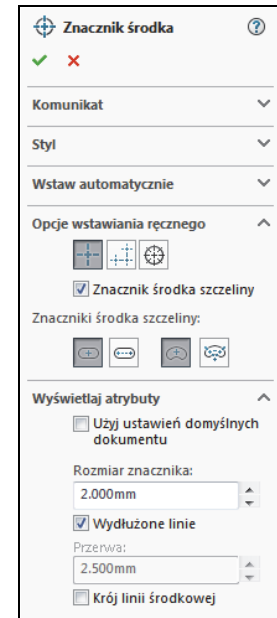 Znacznik środka
Komunikat
Styl
Wstaw automatycznie
Opcje wstawiania ręcznego
Znacznik środka szczeliny
Znaczniki środka szczeliny:
Wyświetlaj atrybuty
Użyj ustawień domyślnych
dokumentu
Rozmiar znacznika:
2.000mm
Wydłużone linie
Przerwa:
2.500mm
Krój linii środkowej